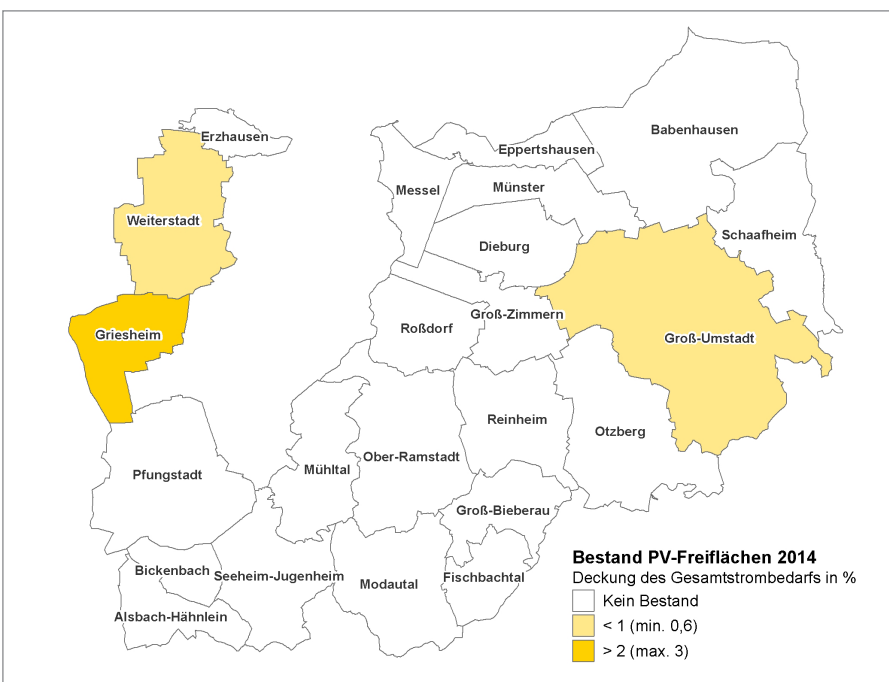 Babenhausen
Erzhausen
Eppertshausen
Messel
Münster
Weiterstadt
Schaafheim
Dieburg
Groß-Zimmern
Roßdorf
Griesheim
Groß-Umstadt
Reinheim
Otzberg
Ober-Ramstadt
Mühltal
Pfungstadt
Groß-Bieberau
Bickenbach
Seeheim-Jugenheim
Modautal
Fischbachtal
Alsbach-Hähnlein
Bestand PV-Freiflächen 2014
Deckung des Gesamtstrombedarfs in %
Kein Bestand
< 1 (min. 0,6)
> 2 (max. 3)